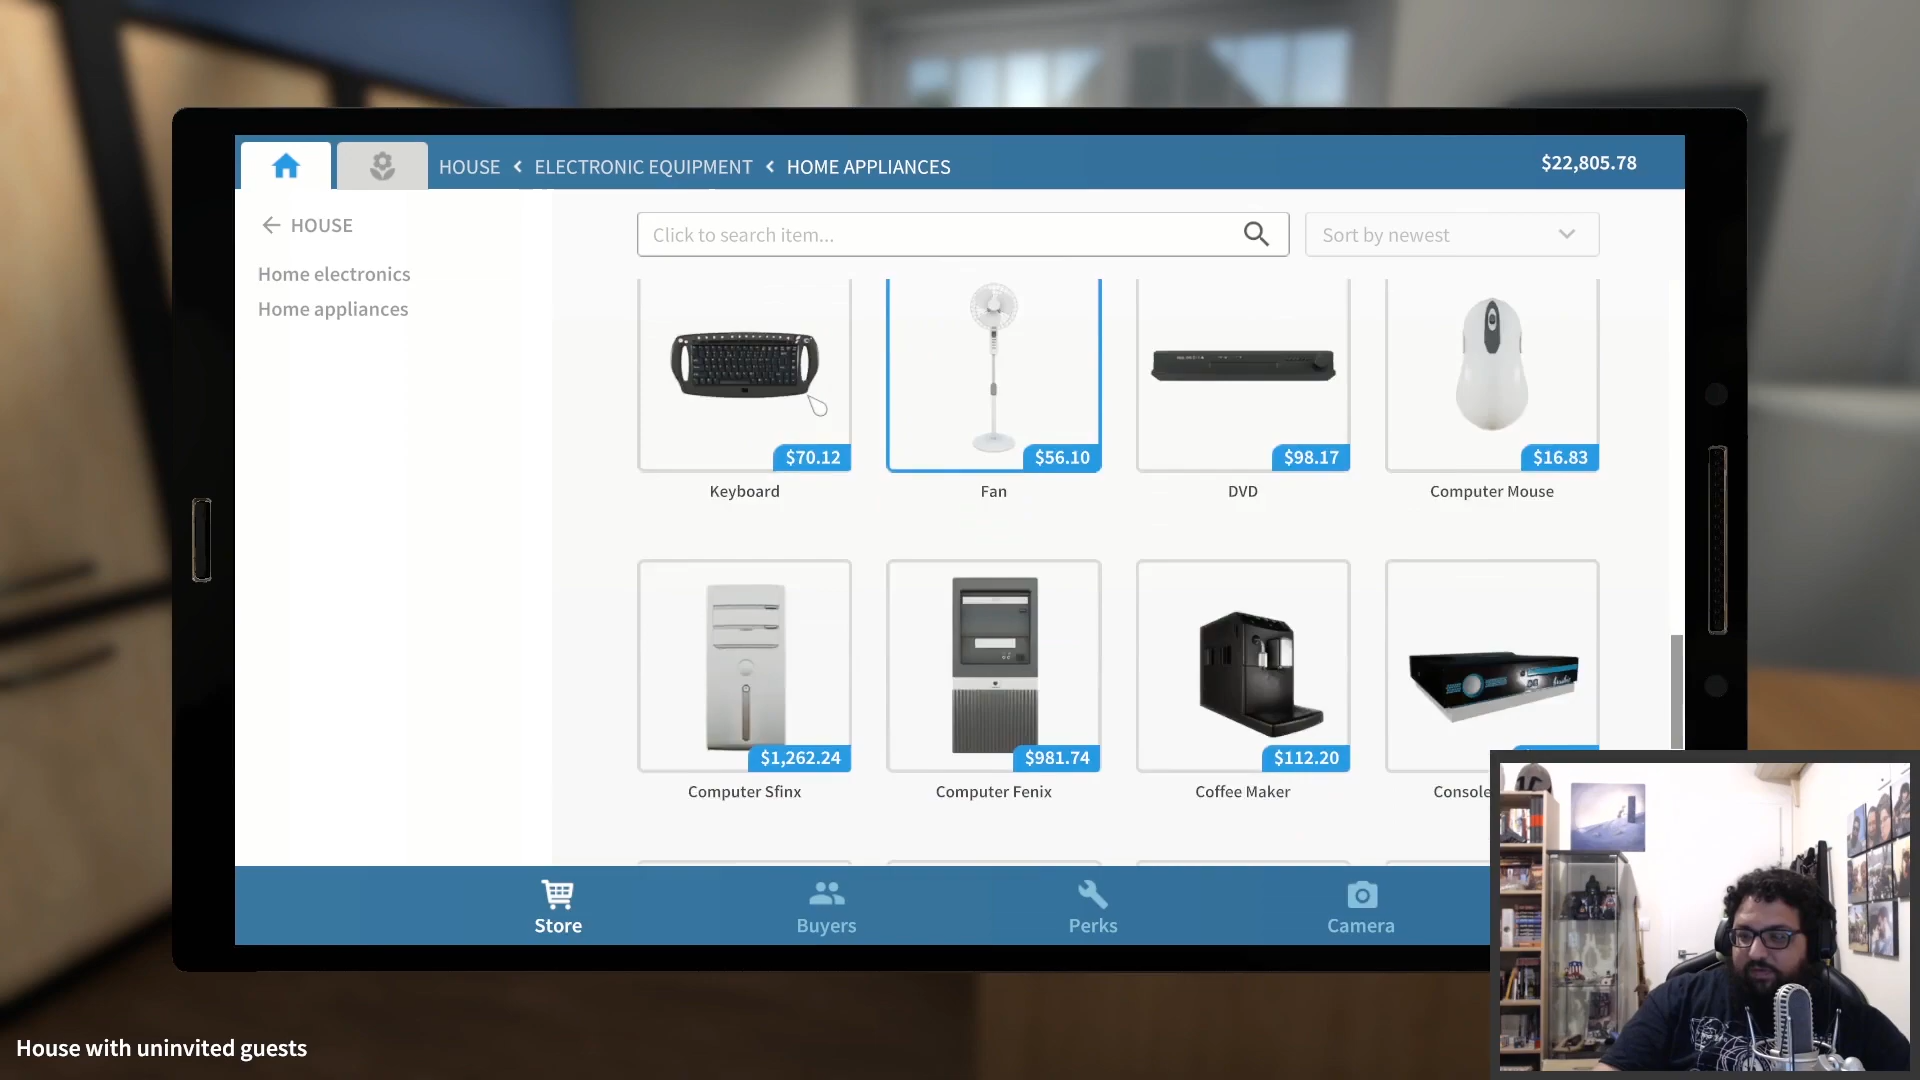 HOUSE ELECTRONIC EQUIPMENT HOME APPLIANCES
$22,805.78
HOUSE
Home electronics
Home appliances
Click to search item...
Sort by newest
$70.12
$56.10
$98.17
$16.83
Keyboard
Fan
DVD
Computer Mouse
$1,262.24
$981.74
$112.20
Computer Sfinx
Computer Fenix
Coffee Maker
Console
Store
Buyers
Perks
Camera
House with uninvited guests